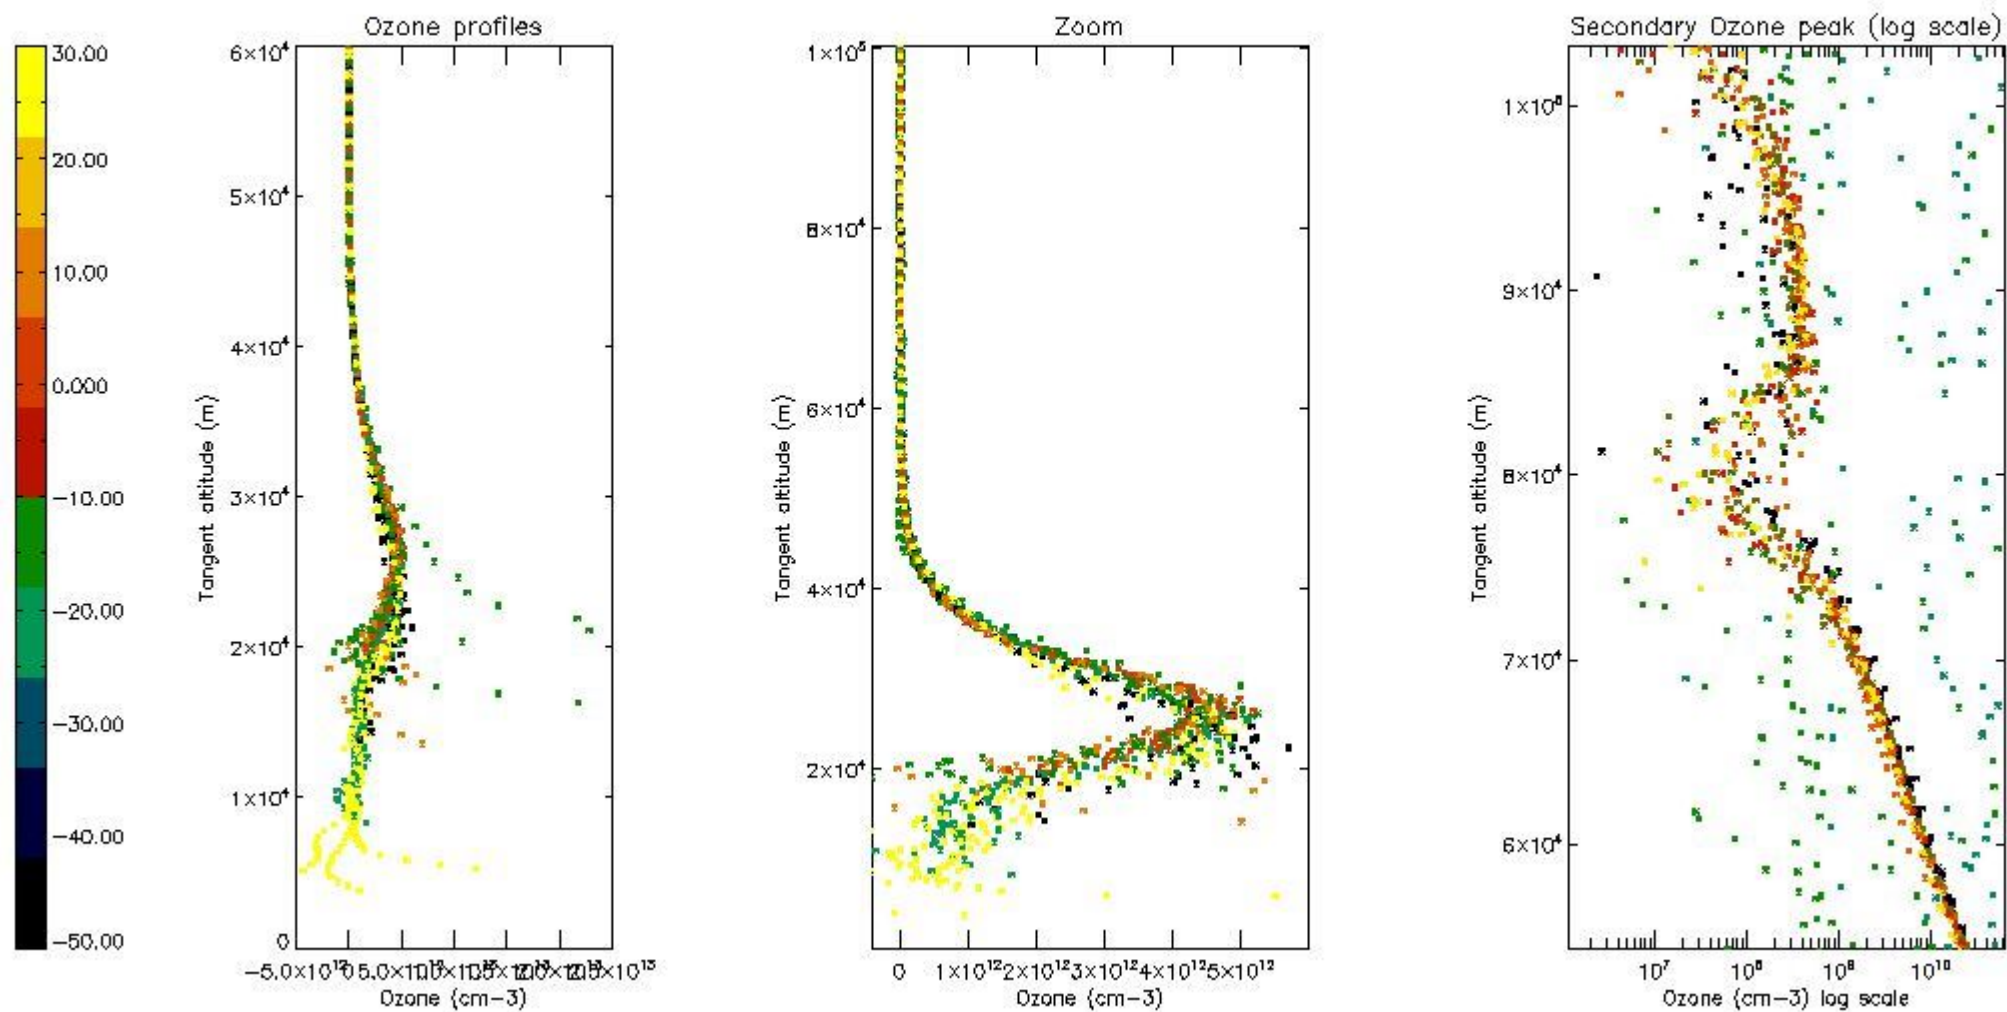 Ozone profiles
Zoom
Secondary Ozone peak (log scale)
30.00
20.00
10.00
0.00
-10.00
-20.00
-30.00
-40.00
-50.00
6×10⁴
5×10⁴
4×10⁴
3×10⁴
2×10⁴
1×10⁴
0
Tangent altitude (m)
Ozone (cm-3)
1×10⁵
8×10⁴
6×10⁴
4×10⁴
2×10⁴
Tangent altitude (m)
0 1×10¹² 2×10¹² 3×10¹² 4×10¹² 5×10¹²
Ozone (cm-3)
9×10⁴
8×10⁴
7×10⁴
6×10⁴
Tangent altitude (m)
10⁷ 10⁸ 10⁹ 10¹⁰
Ozone (cm-3) log scale